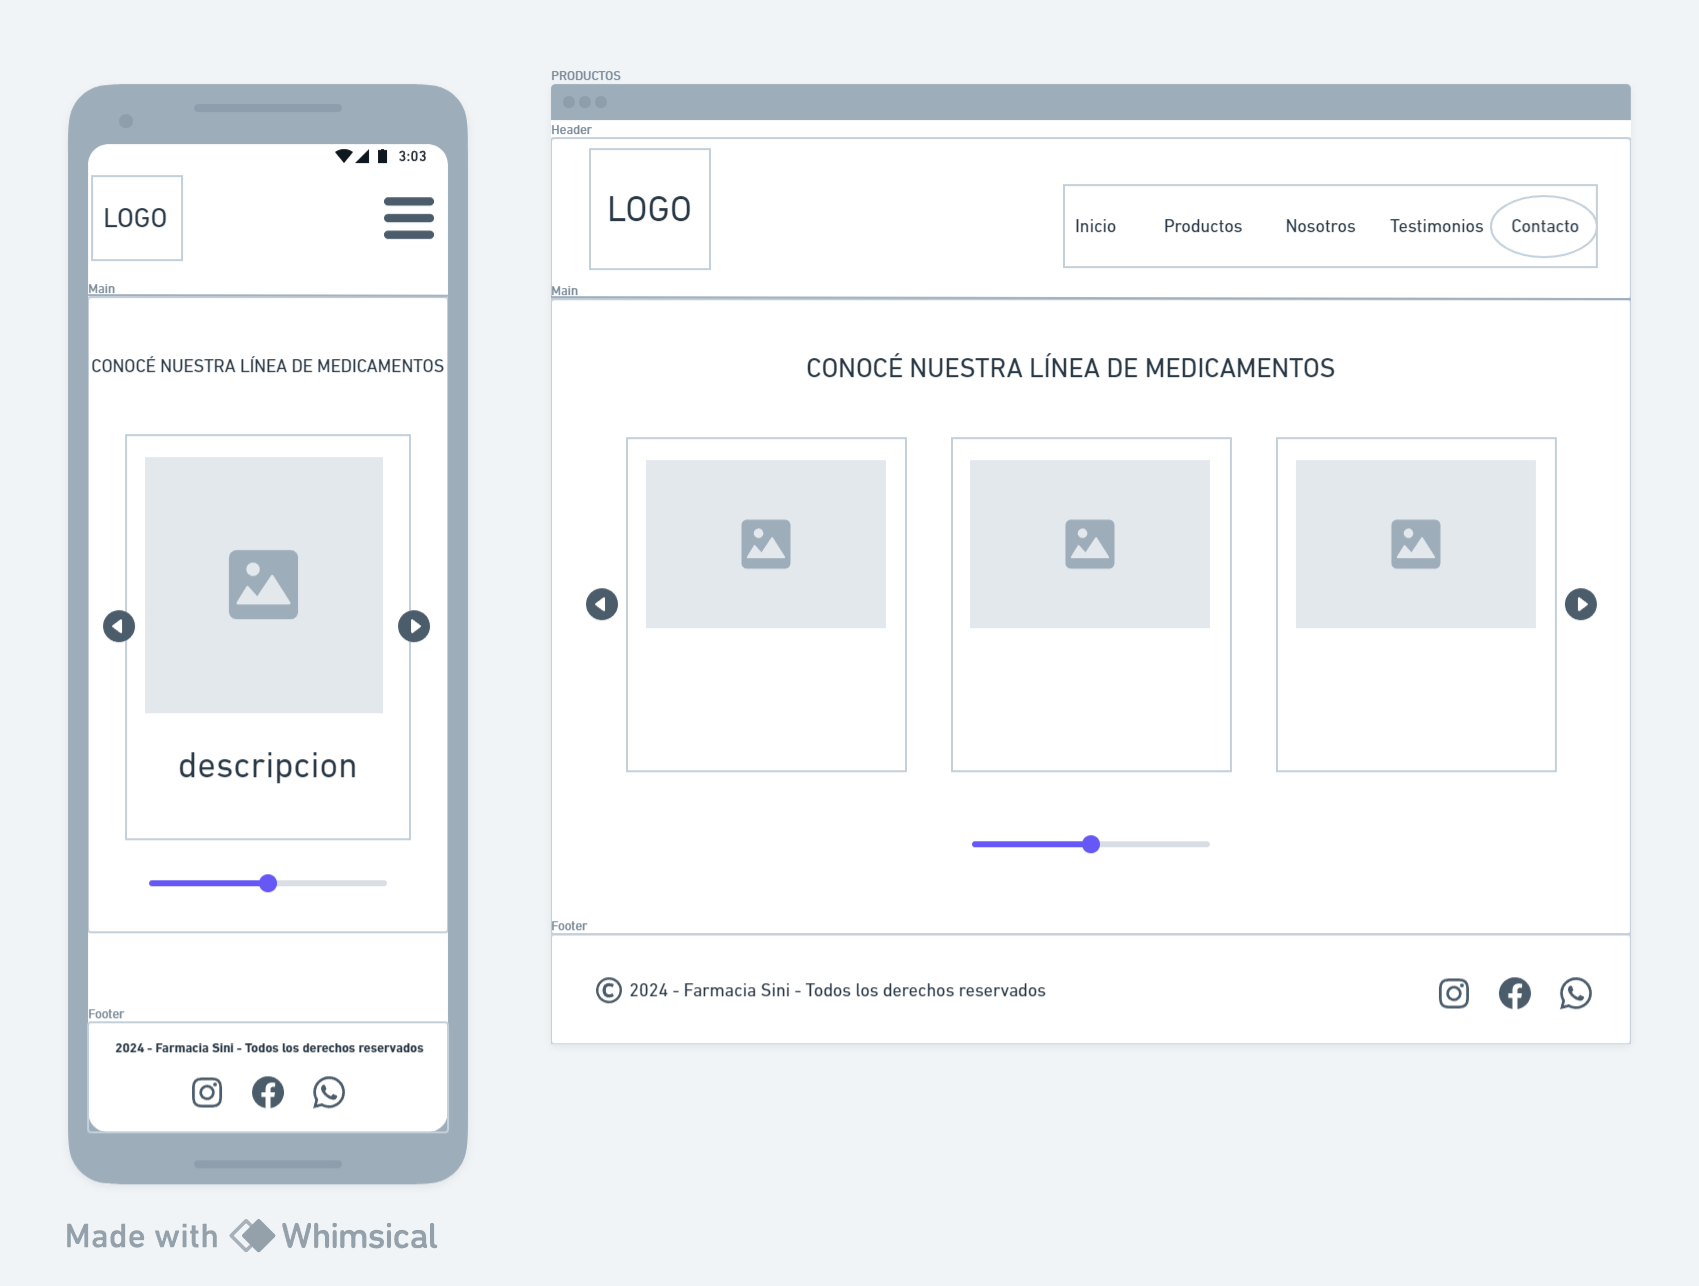 3:03
LOGO
Main
CONOCÉ NUESTRA LÍNEA DE MEDICAMENTOS
descripcion
Footer
2024 - Farmacia Sini - Todos los derechos reservados
PRODUCTOS
Header
LOGO
Inicio Productos Nosotros Testimonios Contacto
Main
CONOCÉ NUESTRA LÍNEA DE MEDICAMENTOS
Footer
© 2024 - Farmacia Sini - Todos los derechos reservados
Made with Whimsical